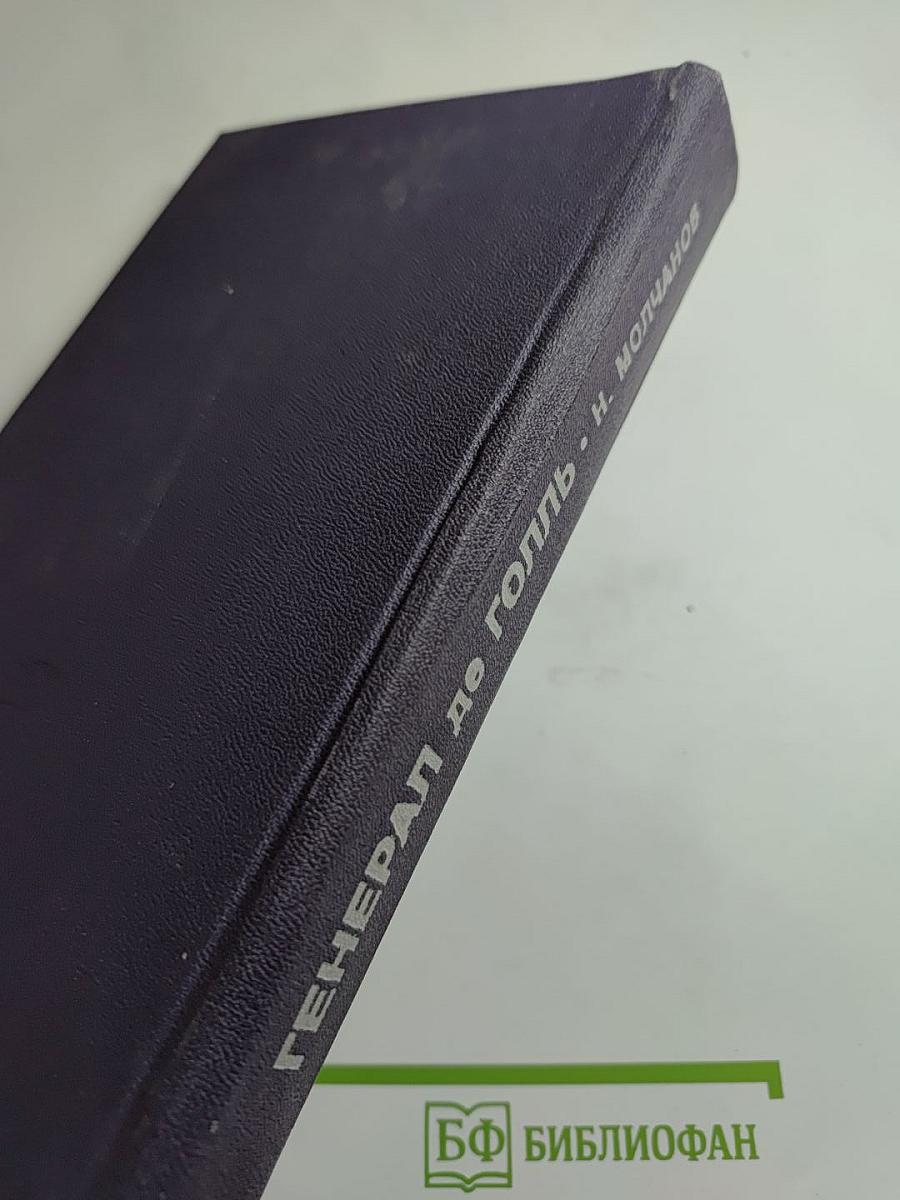 ГЕНЕРАЛ де ГОЛЛЬ • Н. МОЛЧАНОВ
БФ БИБЛИОФАН